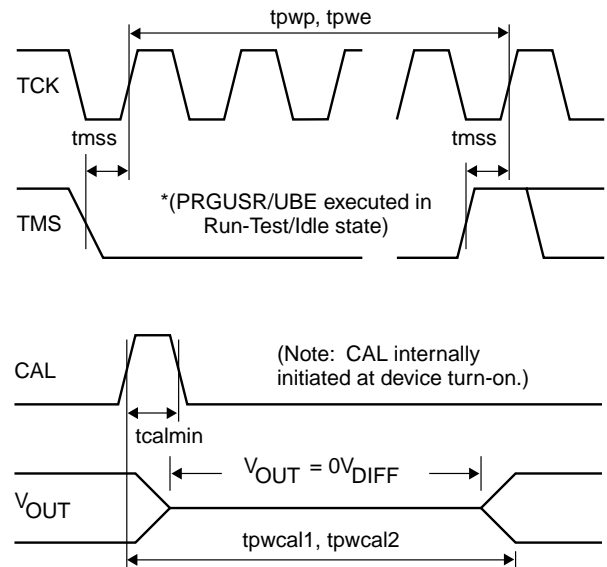 tpwp, tpwe
TCK
tmss
tmss
*(PRGUSR/UBE executed in
Run-Test/Idle state)
TMS
CAL
(Note: CAL internally
initiated at device turn-on.)
tcalmin
VOUT = 0VDIFF
VOUT
tpwcal1, tpwcal2